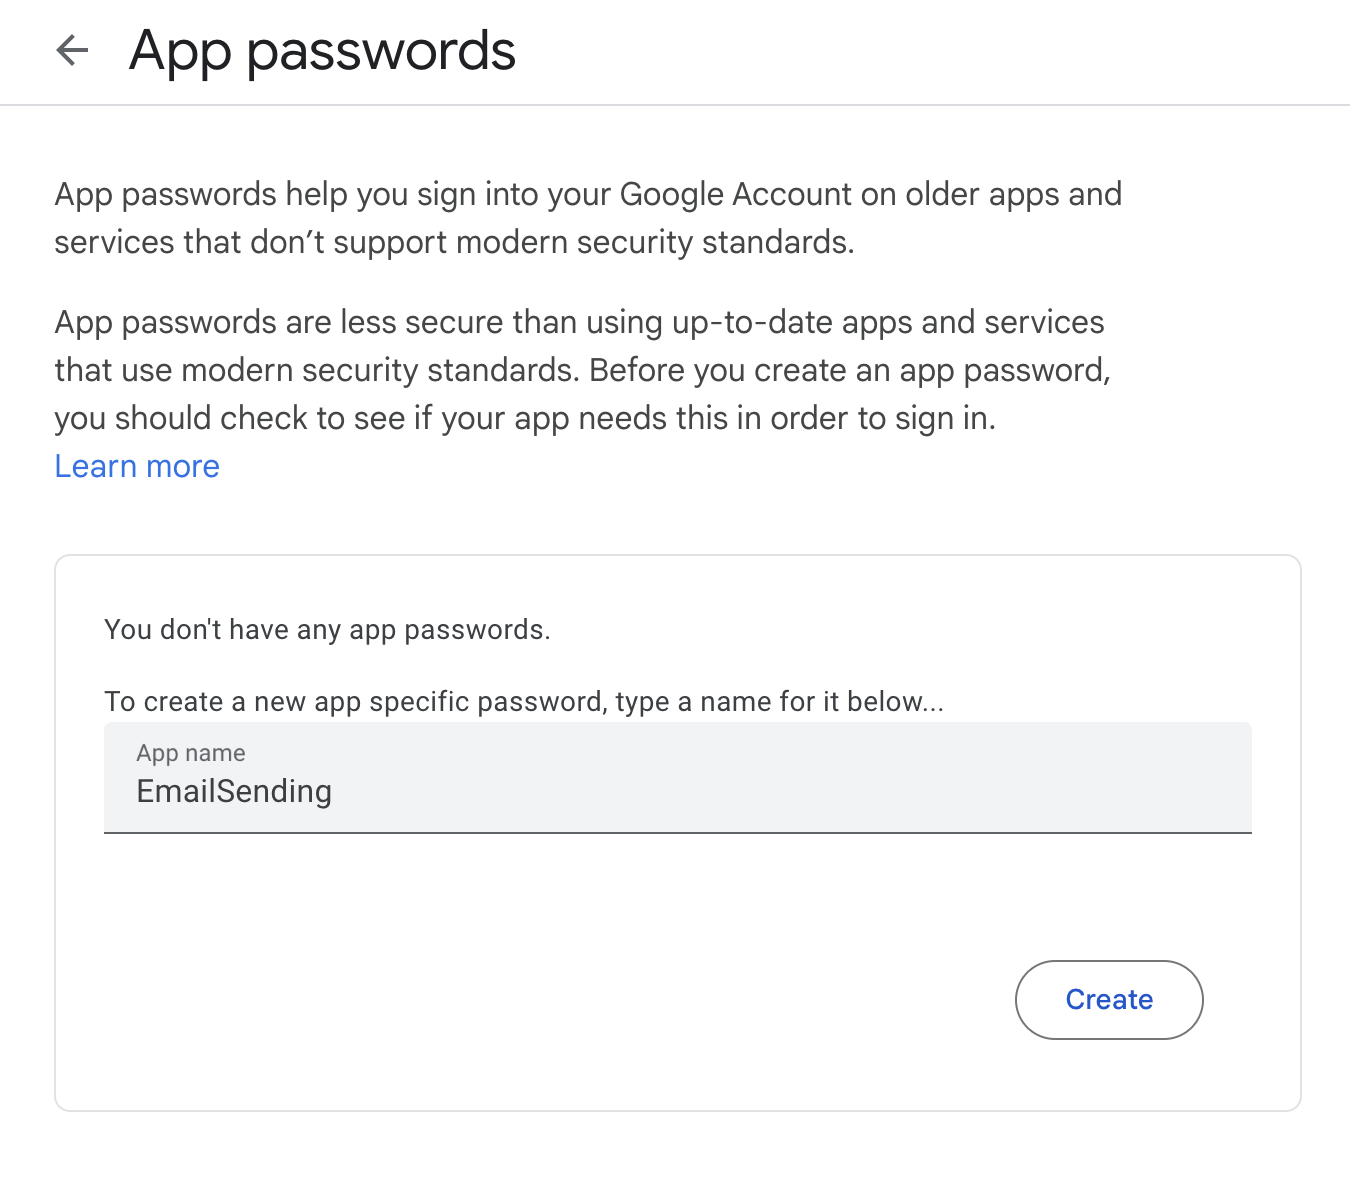 App passwords
App passwords help you sign into your Google Account on older apps and
services that don’t support modern security standards.
App passwords are less secure than using up-to-date apps and services
that use modern security standards. Before you create an app password,
you should check to see if your app needs this in order to sign in.
Learn more
You don't have any app passwords.
To create a new app specific password, type a name for it below...
App name
EmailSending
Create